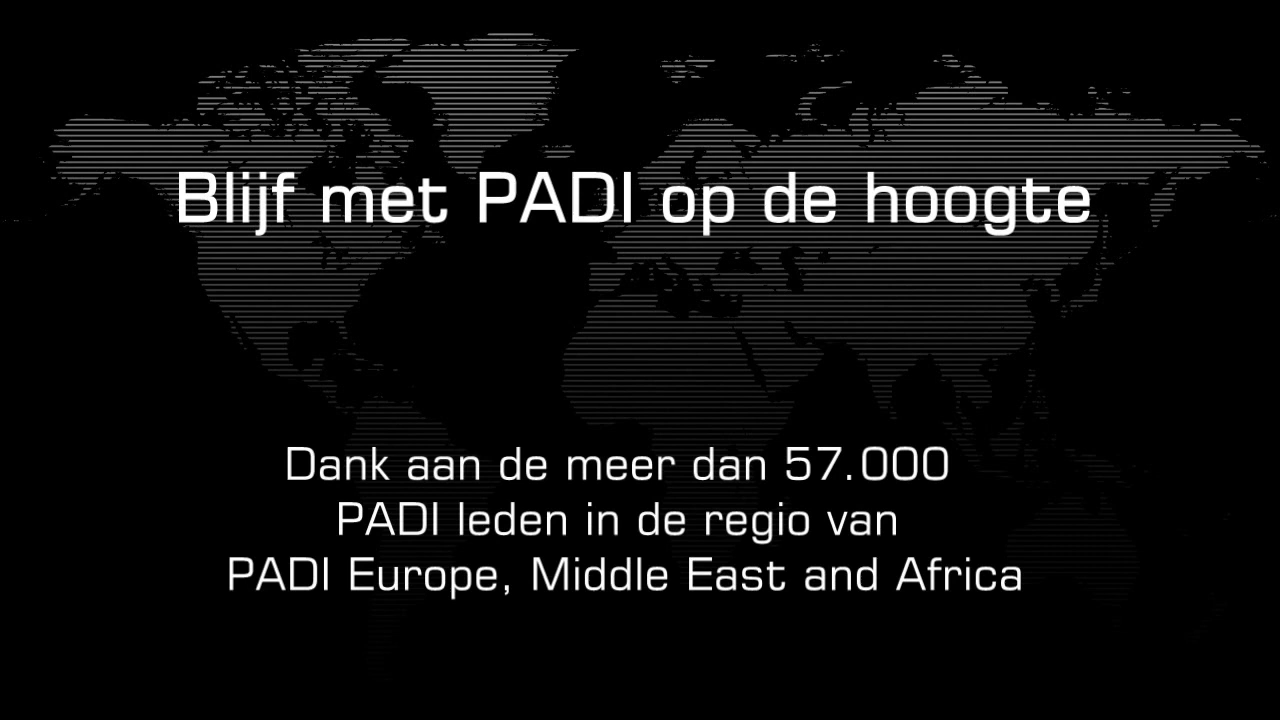 Blijf met PADI op de hoogte
Dank aan de meer dan 57.000
PADI leden in de regio van
PADI Europe, Middle East and Africa